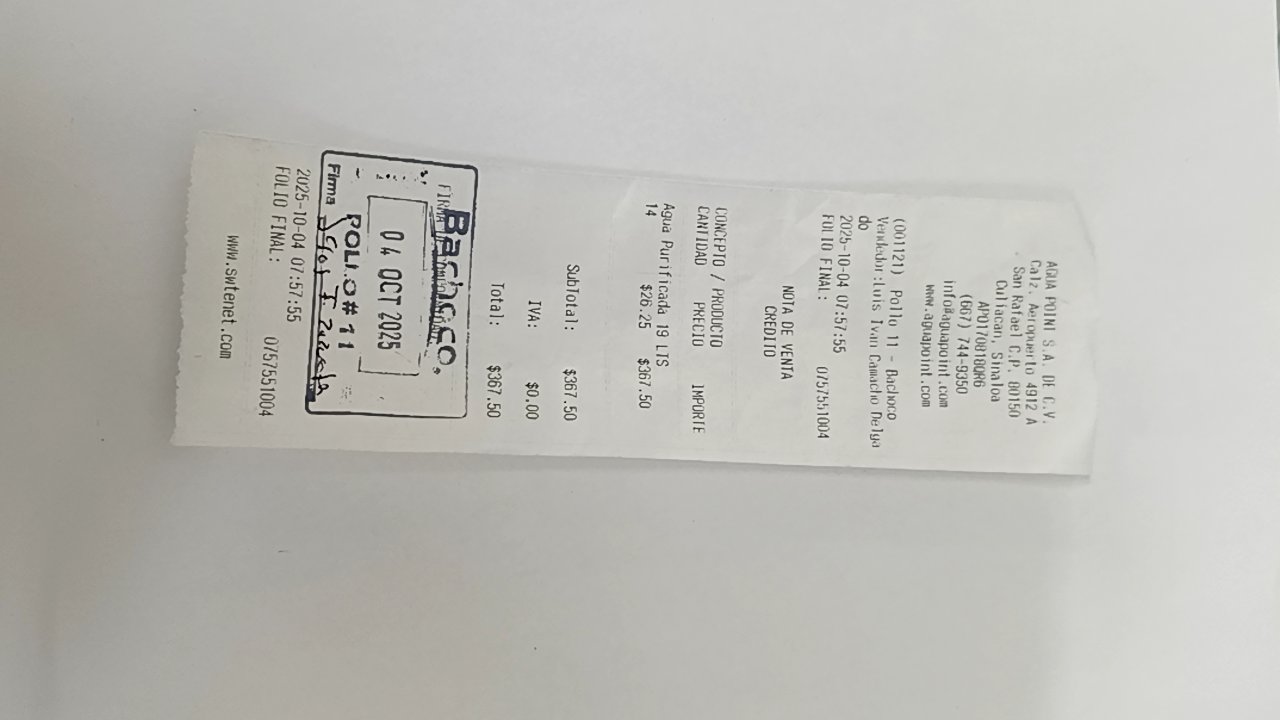 AGUA POINT S.A. DE C.V.
Calz. Aeropuerto 4912 A
San Rafael C.P. 80150
Culiacan, Sinaloa
APO170818QR6
(667) 744-9350
info@aguapoint.com
www.aguapoint.com
(001121) Pollo 11 - Bachoco
Vendedor:Luis Ivan Camacho Delga
do
2025-10-04 07:57:55
FOLIO FINAL: 0757551004
NOTA DE VENTA
CREDITO
CONCEPTO / PRODUCTO
CANTIDAD PRECIO IMPORTE
Agua Purificada 19 LTS
14 $26.25 $367.50
SubTotal: $367.50
IVA: $0.00
Total: $367.50
Bachoco.
04 OCT 2025
POLLO # 11
Firma
2025-10-04 07:57:55
FOLIO FINAL: 0757551004
www.swtenet.com